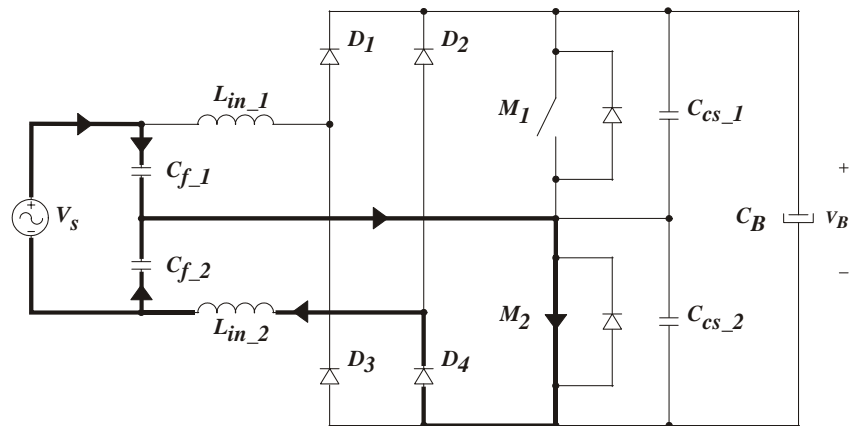 D1
D2
Lin_1
M1
Ccs_1
Cf_1
+
Vs
−
CB
+
VB
−
Cf_2
Lin_2
M2
Ccs_2
D3
D4